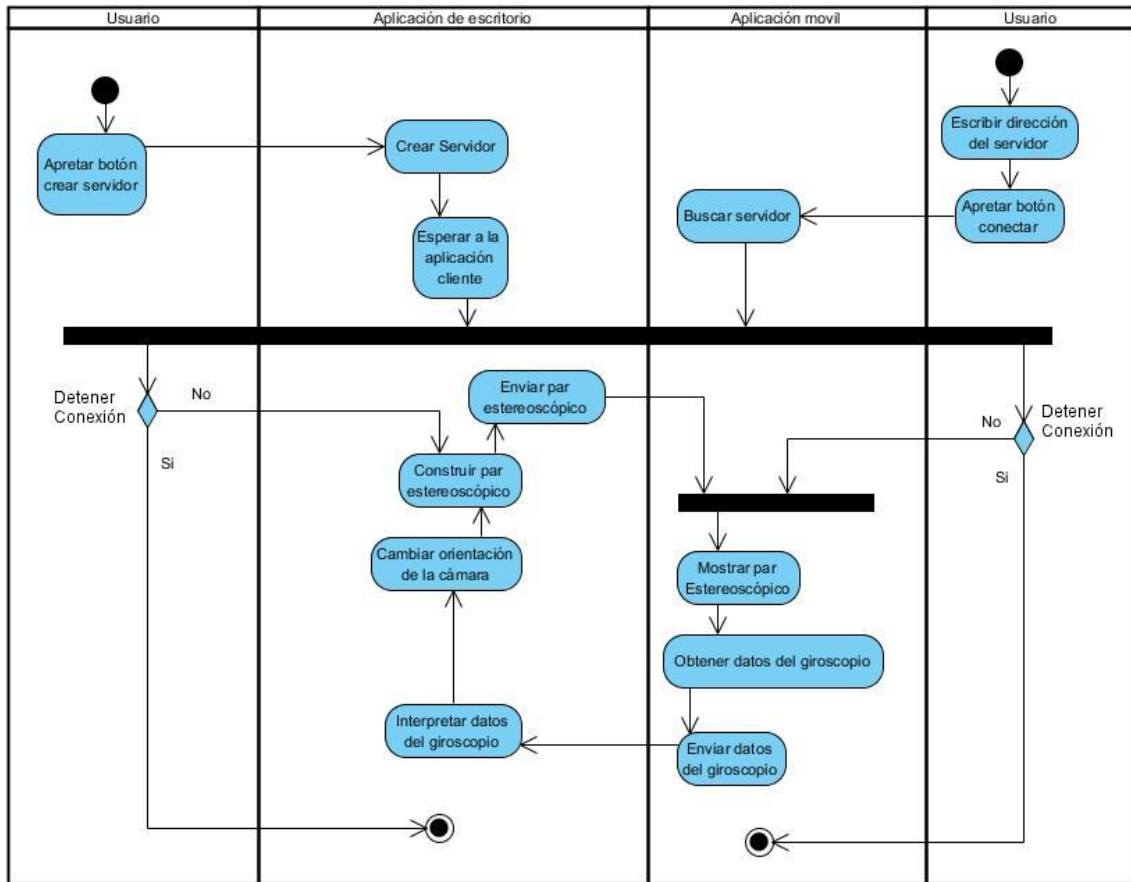 Usuario
Aplicación de escritorio
Aplicación movil
Usuario
Apretar botón
crear servidor
Crear Servidor
Esperar a la
aplicación
cliente
Buscar servidor
Escribir dirección
del servidor
Apretar botón
conectar
Detener
Conexión
No
Si
Enviar par
estereoscópico
Construir par
estereoscópico
Cambiar orientación
de la cámara
Interpretar datos
del giroscopio
Mostrar par
Estereoscópico
Obtener datos del giroscopio
Enviar datos
del giroscopio
No
Detener
Conexión
Si